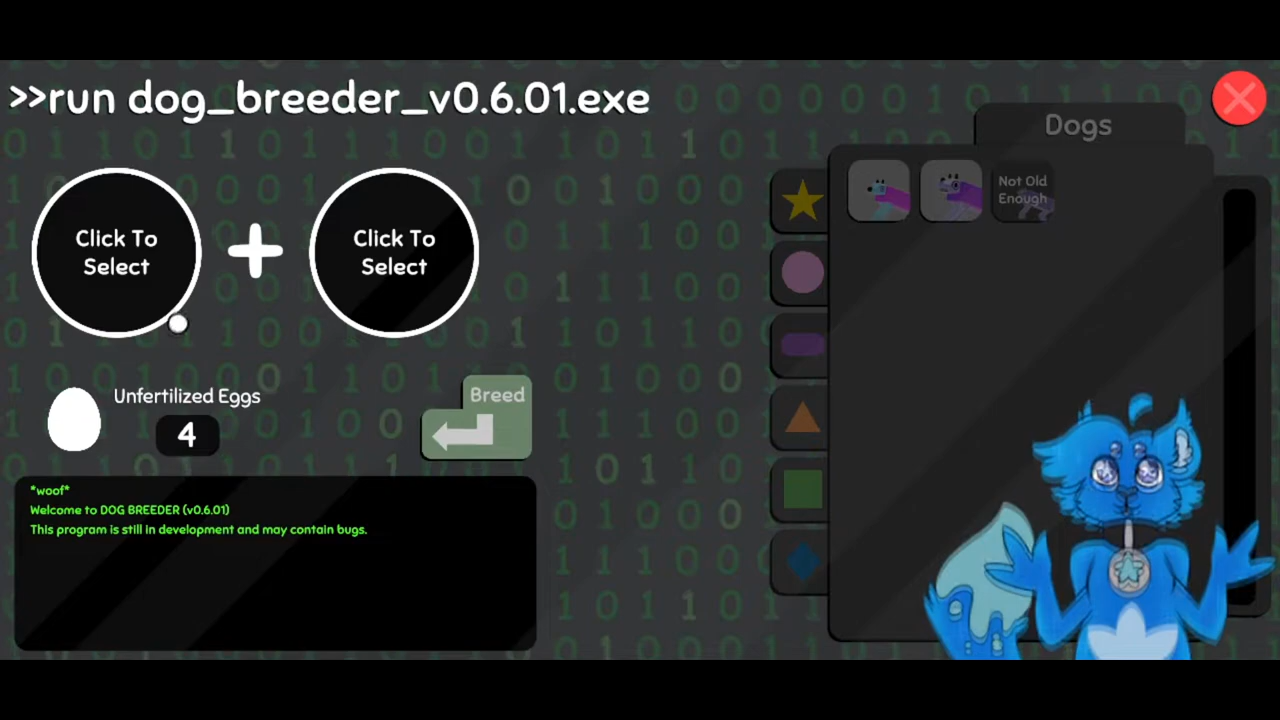 >>run dog_breeder_v0.6.01.exe
Dogs
Click To
Select
Click To
Select
Not Old
Enough
Unfertilized Eggs
4
Breed
*woof*
Welcome to DOG BREEDER (v0.6.01)
This program is still in development and may contain bugs.